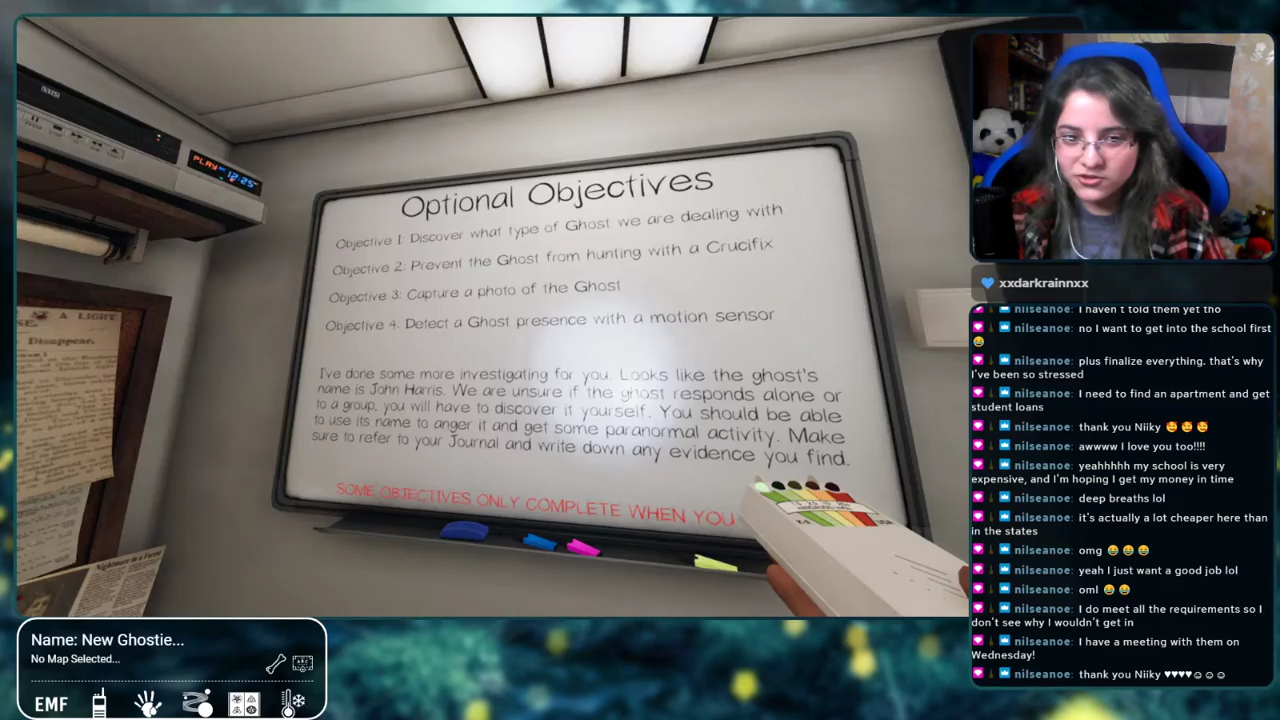 PLAY 12:25
A LIGHT
Disappear.
Nightmare in a Forest
Optional Objectives
Objective 1: Discover what type of Ghost we are dealing with
Objective 2: Prevent the Ghost from hunting with a Crucifix
Objective 3: Capture a photo of the Ghost
Objective 4: Detect a Ghost presence with a motion sensor
I've done some more investigating for you. Looks like the ghost's
name is John Harris. We are unsure if the ghost responds alone or
to a group, you will have to discover it yourself. You should be able
to use its name to anger it and get some paranormal activity. Make
sure to refer to your Journal and write down any evidence you find.
SOME OBJECTIVES ONLY COMPLETE WHEN YOU
Name: New Ghostie...
No Map Selected...
EMF
xxdarkrainnxx
nilseanoe: I haven't told them yet tho
nilseanoe: no I want to get into the school first
😂
nilseanoe: plus finalize everything. that's why
I've been so stressed
nilseanoe: I need to find an apartment and get
student loans
nilseanoe: thank you Niiky 🥰 🥰 🥰
nilseanoe: awwww I love you too!!!!
nilseanoe: yeahhhhh my school is very
expensive, and I'm hoping I get my money in time
nilseanoe: deep breaths lol
nilseanoe: it's actually a lot cheaper here than
in the states
nilseanoe: omg 😂 😂 😂
nilseanoe: yeah I just want a good job lol
nilseanoe: oml 😂 😂
nilseanoe: I do meet all the requirements so I
don't see why I wouldn't get in
nilseanoe: I have a meeting with them on
Wednesday!
nilseanoe: thank you Niiky ♥♥♥♥☺☺☺